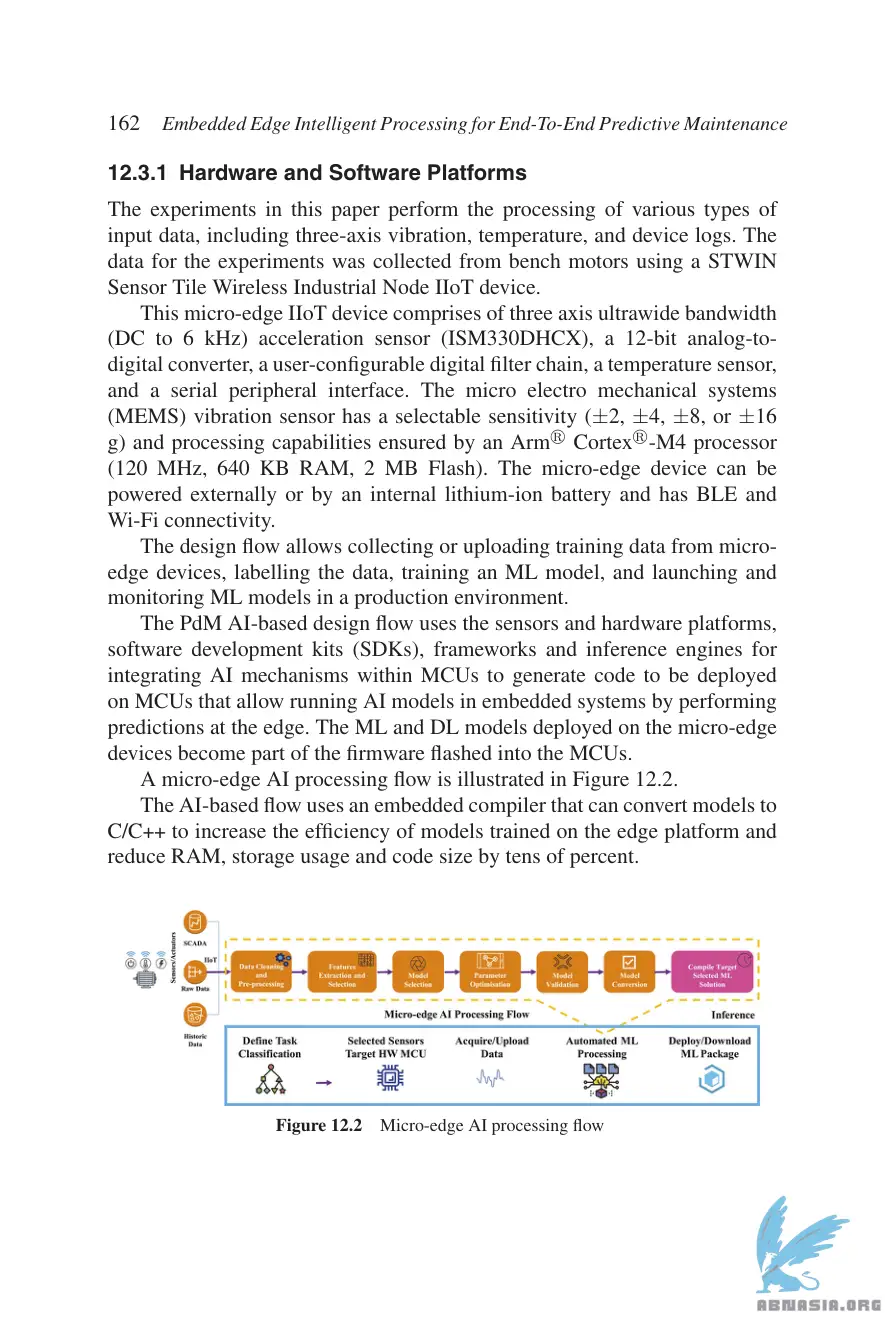 162 Embedded Edge Intelligent Processing for End-To-End Predictive Maintenance
12.3.1 Hardware and Software Platforms
The experiments in this paper perform the processing of various types of
input data, including three-axis vibration, temperature, and device logs. The
data for the experiments was collected from bench motors using a STWIN
Sensor Tile Wireless Industrial Node IIoT device.
This micro-edge IIoT device comprises of three axis ultrawide bandwidth
(DC to 6 kHz) acceleration sensor (ISM330DHCX), a 12-bit analog-to-
digital converter, a user-configurable digital filter chain, a temperature sensor,
and a serial peripheral interface. The micro electro mechanical systems
(MEMS) vibration sensor has a selectable sensitivity (±2, ±4, ±8, or ±16
g) and processing capabilities ensured by an Arm® Cortex®-M4 processor
(120 MHz, 640 KB RAM, 2 MB Flash). The micro-edge device can be
powered externally or by an internal lithium-ion battery and has BLE and
Wi-Fi connectivity.
The design flow allows collecting or uploading training data from micro-
edge devices, labelling the data, training an ML model, and launching and
monitoring ML models in a production environment.
The PdM AI-based design flow uses the sensors and hardware platforms,
software development kits (SDKs), frameworks and inference engines for
integrating AI mechanisms within MCUs to generate code to be deployed
on MCUs that allow running AI models in embedded systems by performing
predictions at the edge. The ML and DL models deployed on the micro-edge
devices become part of the firmware flashed into the MCUs.
A micro-edge AI processing flow is illustrated in Figure 12.2.
The AI-based flow uses an embedded compiler that can convert models to
C/C++ to increase the efficiency of models trained on the edge platform and
reduce RAM, storage usage and code size by tens of percent.
Sensors/Actuators
SCADA
IIoT
Raw Data
Historic
Data
Data Cleaning
and
Pre-processing
Features
Extraction and
Selection
Model
Selection
Parameter
Optimisation
Model
Validation
Model
Conversion
Compile Target
Selected ML
Solution
Micro-edge AI Processing Flow
Inference
Define Task
Classification
Selected Sensors
Target HW MCU
Acquire/Upload
Data
Automated ML
Processing
Deploy/Download
ML Package
Figure 12.2 Micro-edge AI processing flow
ABNASIA.ORG